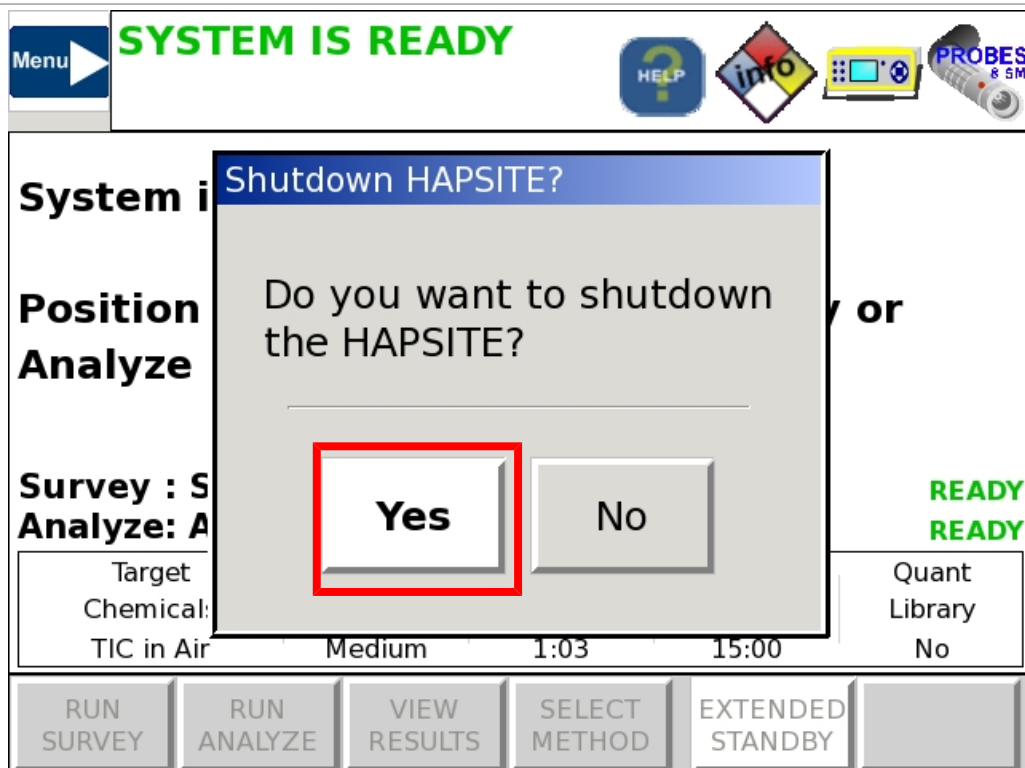 Menu
SYSTEM IS READY
HELP
info
PROBES
& SM
Shutdown HAPSITE?
System i
Do you want to shutdown
the HAPSITE?
Position
or
Analyze
Yes
No
Survey : S
READY
Analyze: A
READY
Target
Quant
Chemical
Library
TIC in Air
Medium
1:03
15:00
No
RUN
SURVEY
RUN
ANALYZE
VIEW
RESULTS
SELECT
METHOD
EXTENDED
STANDBY